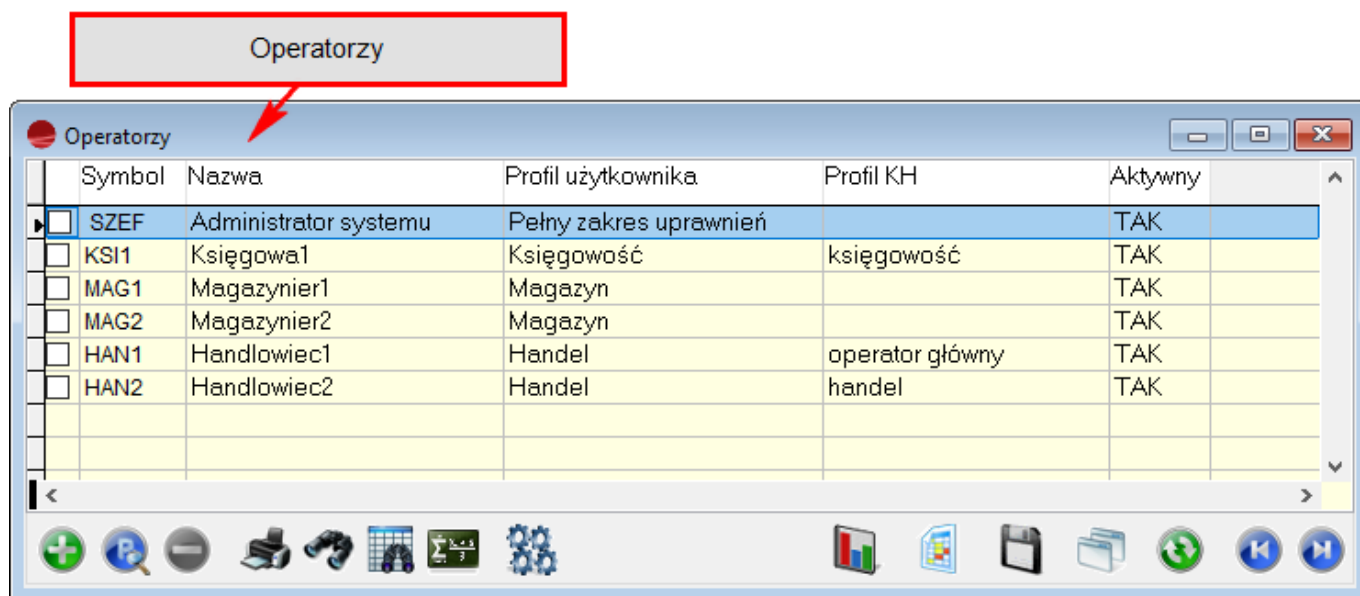 Operatorzy
Operatorzy
Symbol Nazwa Profil użytkownika Profil KH Aktywny
SZEF Administrator systemu Pełny zakres uprawnień TAK
KSI1 Księgowa1 Księgowość księgowość TAK
MAG1 Magazynier1 Magazyn TAK
MAG2 Magazynier2 Magazyn TAK
HAN1 Handlowiec1 Handel operator główny TAK
HAN2 Handlowiec2 Handel handel TAK